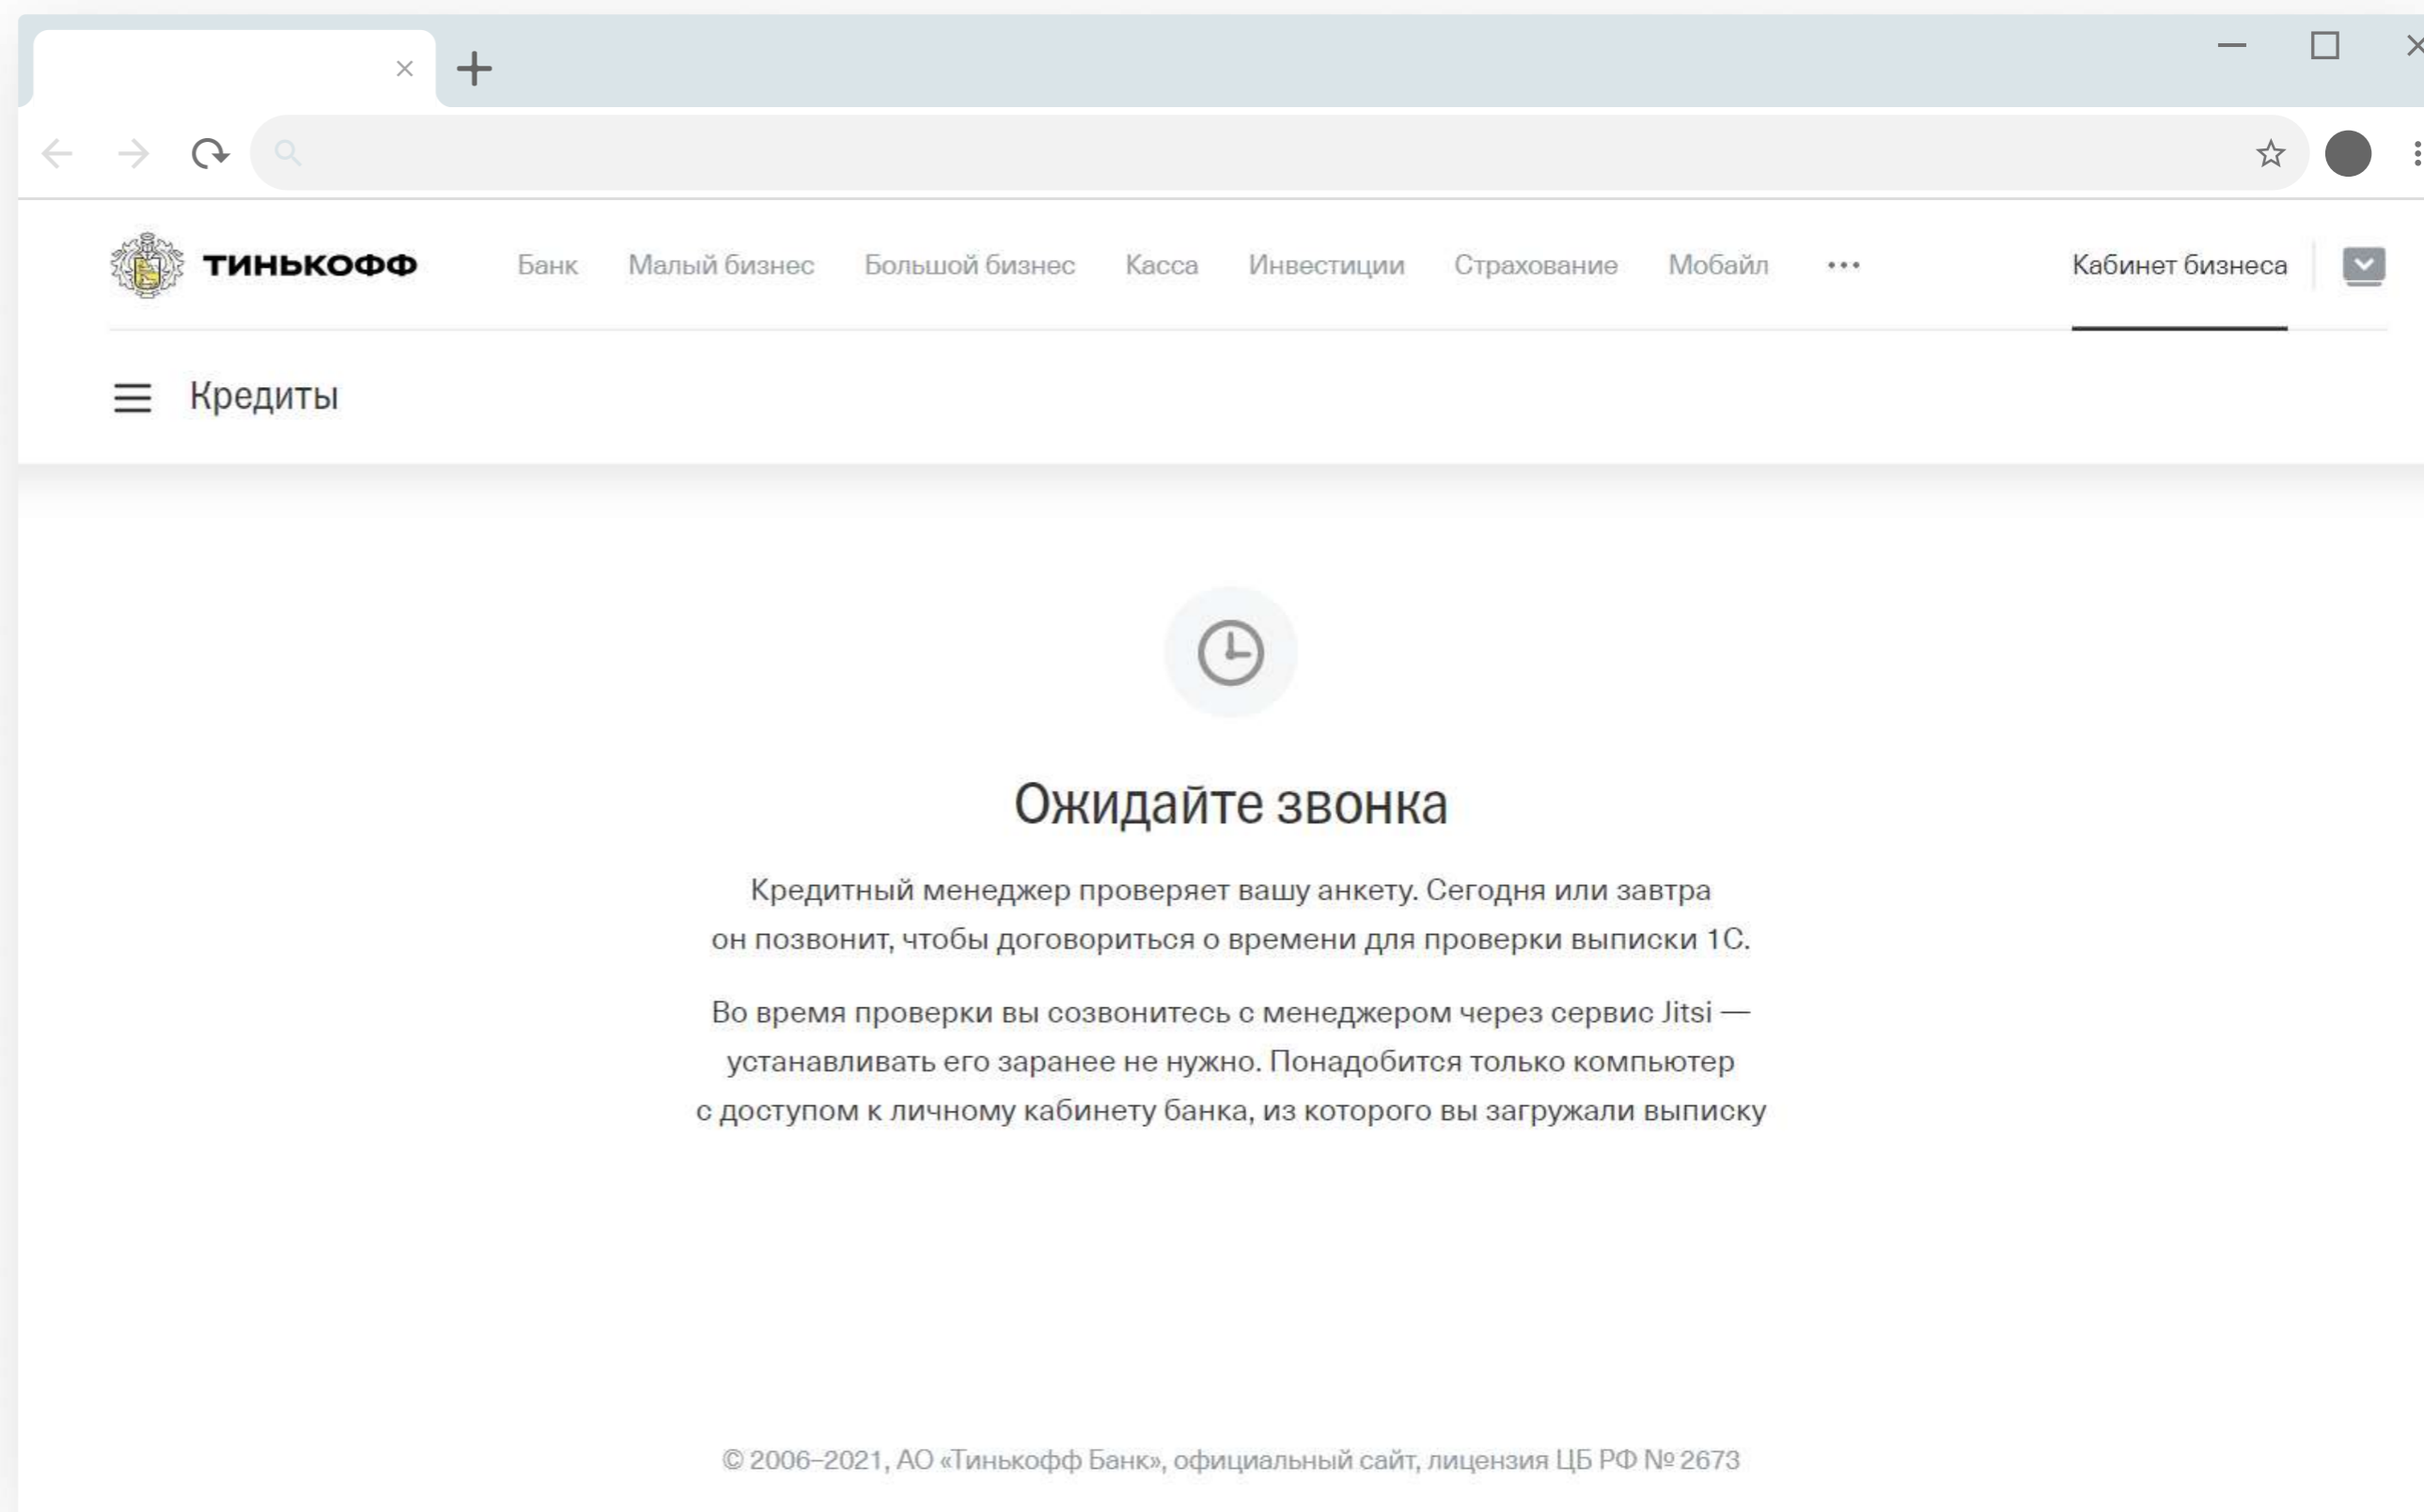 ТИНЬКОФФ
Банк Малый бизнес Большой бизнес Касса Инвестиции Страхование Мобайл ••• Кабинет бизнеса
Кредиты
Ожидайте звонка
Кредитный менеджер проверяет вашу анкету. Сегодня или завтра
он позвонит, чтобы договориться о времени для проверки выписки 1С.
Во время проверки вы созвонитесь с менеджером через сервис Jitsi —
устанавливать его заранее не нужно. Понадобится только компьютер
с доступом к личному кабинету банка, из которого вы загружали выписку
© 2006–2021, АО «Тинькофф Банк», официальный сайт, лицензия ЦБ РФ № 2673